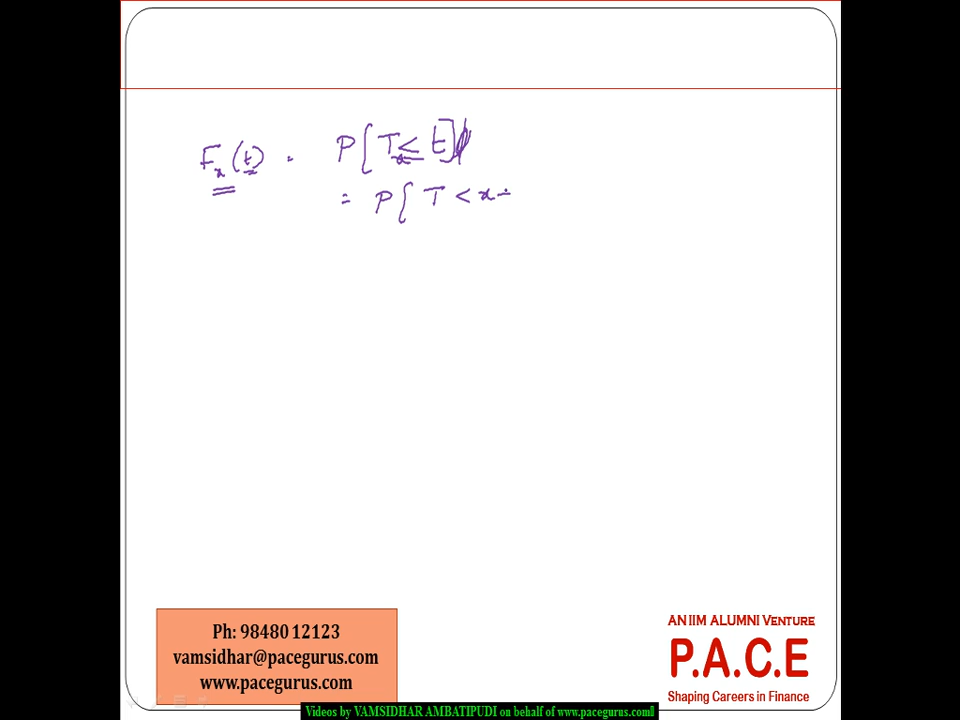 Fₓ(t) = P[Tₓ ≤ t]
= P{ T < x+
Ph: 98480 12123
vamsidhar@pacegurus.com
www.pacegurus.com
AN IIM ALUMNI VENTURE
P.A.C.E
Shaping Careers in Finance
Videos by VAMSIDHAR AMBATIPUDI on behalf of www.pacegurus.com